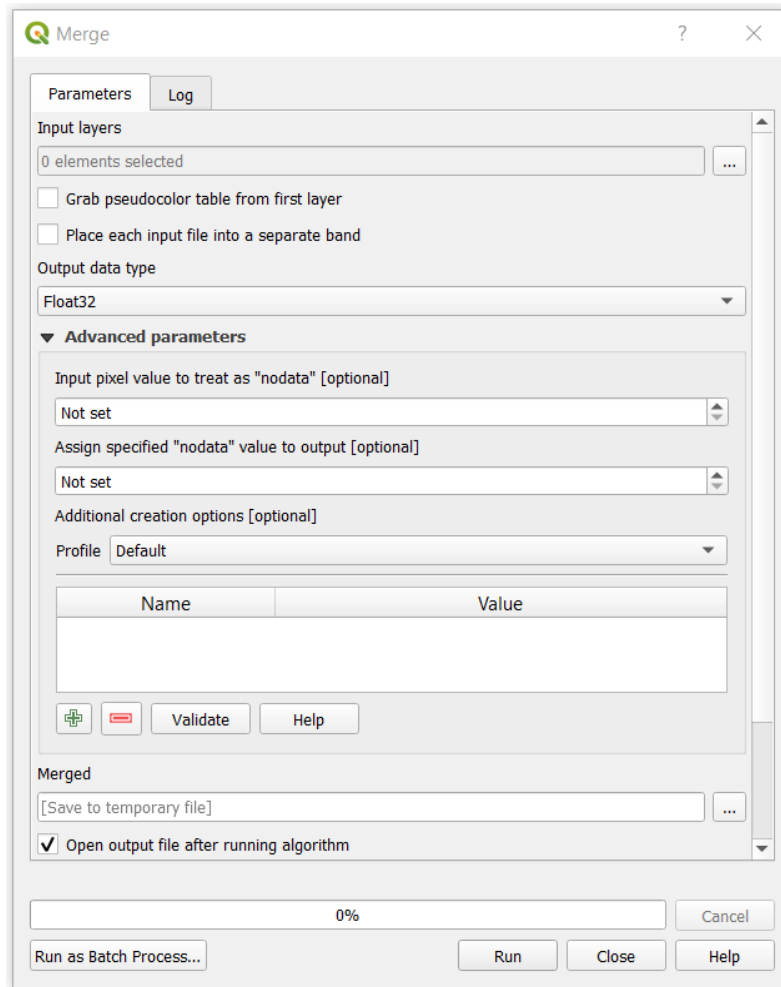 Merge
?
Parameters
Log
Input layers
0 elements selected
...
Grab pseudocolor table from first layer
Place each input file into a separate band
Output data type
Float32
Advanced parameters
Input pixel value to treat as "nodata" [optional]
Not set
Assign specified "nodata" value to output [optional]
Not set
Additional creation options [optional]
Profile Default
Name Value
Validate Help
Merged
[Save to temporary file]
...
Open output file after running algorithm
0%
Cancel
Run as Batch Process... Run Close Help